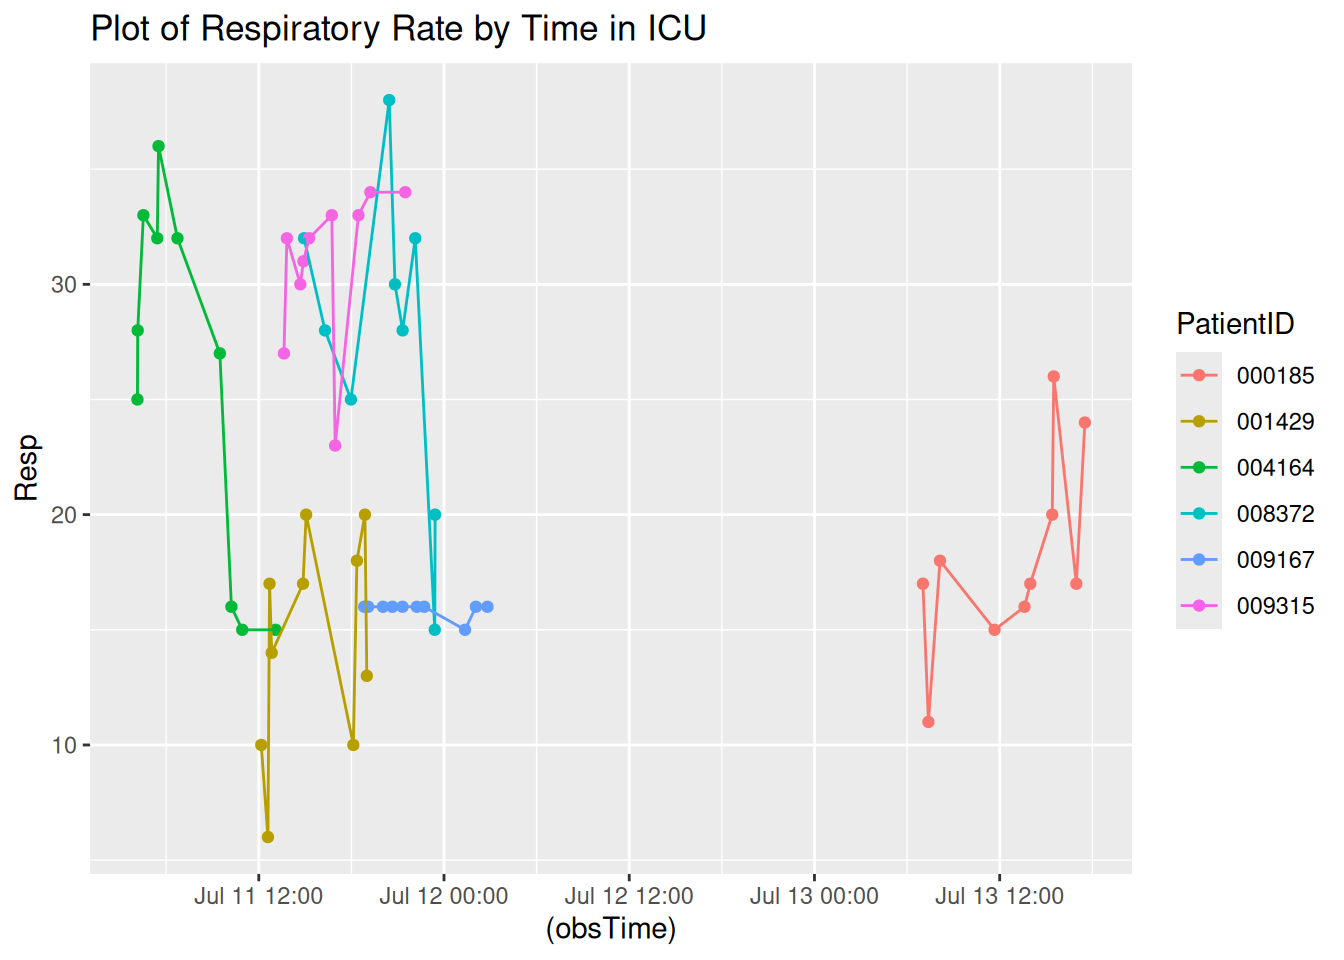 Plot of Respiratory Rate by Time in ICU
Resp
30
20
10
Jul 11 12:00
Jul 12 00:00
Jul 12 12:00
Jul 13 00:00
Jul 13 12:00
(obsTime)
PatientID
000185
001429
004164
008372
009167
009315